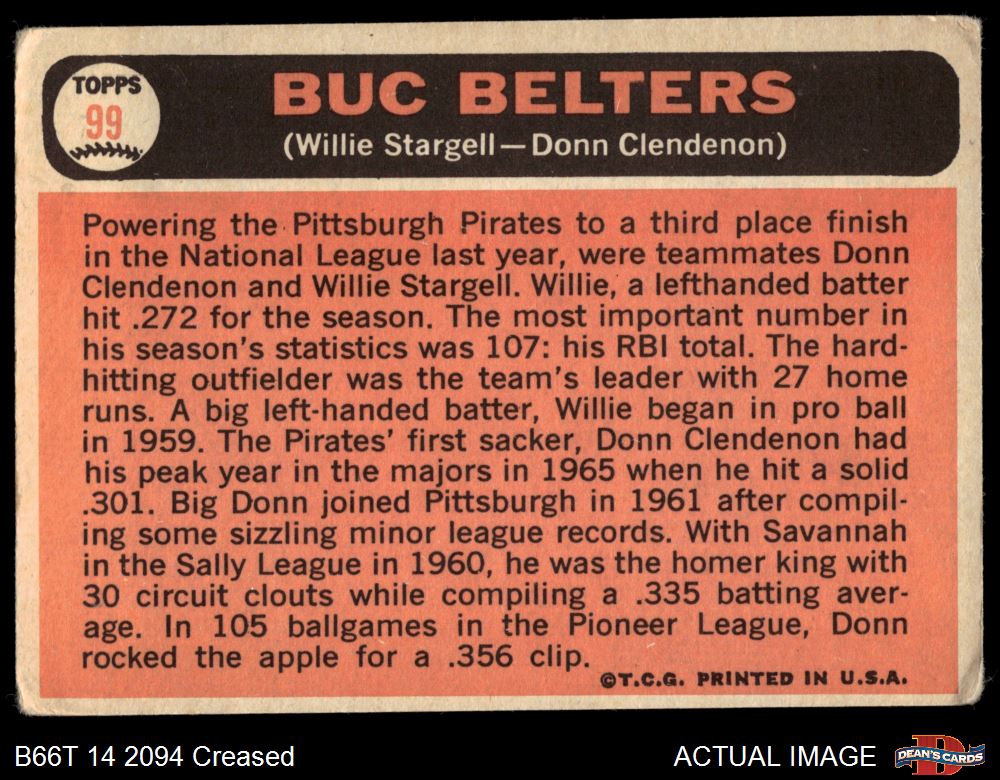 TOPPS
99
BUC BELTERS
(Willie Stargell—Donn Clendenon)
Powering the Pittsburgh Pirates to a third place finish
in the National League last year, were teammates Donn
Clendenon and Willie Stargell. Willie, a lefthanded batter
hit .272 for the season. The most important number in
his season's statistics was 107: his RBI total. The hard-
hitting outfielder was the team's leader with 27 home
runs. A big left-handed batter, Willie began in pro ball
in 1959. The Pirates' first sacker, Donn Clendenon had
his peak year in the majors in 1965 when he hit a solid
.301. Big Donn joined Pittsburgh in 1961 after compil-
ing some sizzling minor league records. With Savannah
in the Sally League in 1960, he was the homer king with
30 circuit clouts while compiling a .335 batting aver-
age. In 105 ballgames in the Pioneer League, Donn
rocked the apple for a .356 clip.
©T.C.G. PRINTED IN U.S.A.
B66T 14 2094 Creased
ACTUAL IMAGE
D
DEAN'S CARDS